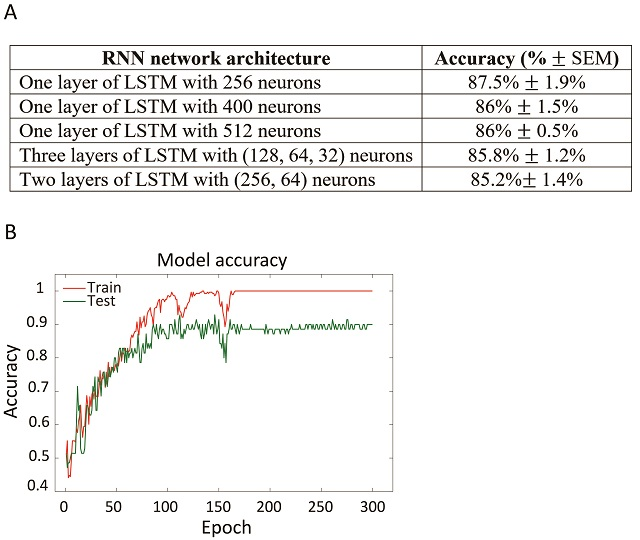 A
RNN network architecture Accuracy (% ± SEM)
One layer of LSTM with 256 neurons 87.5% ± 1.9%
One layer of LSTM with 400 neurons 86% ± 1.5%
One layer of LSTM with 512 neurons 86% ± 0.5%
Three layers of LSTM with (128, 64, 32) neurons 85.8% ± 1.2%
Two layers of LSTM with (256, 64) neurons 85.2%± 1.4%
B
Model accuracy
Train
Test
1
0.9
0.8
0.7
0.6
0.5
0.4
Accuracy
0 50 100 150 200 250 300
Epoch